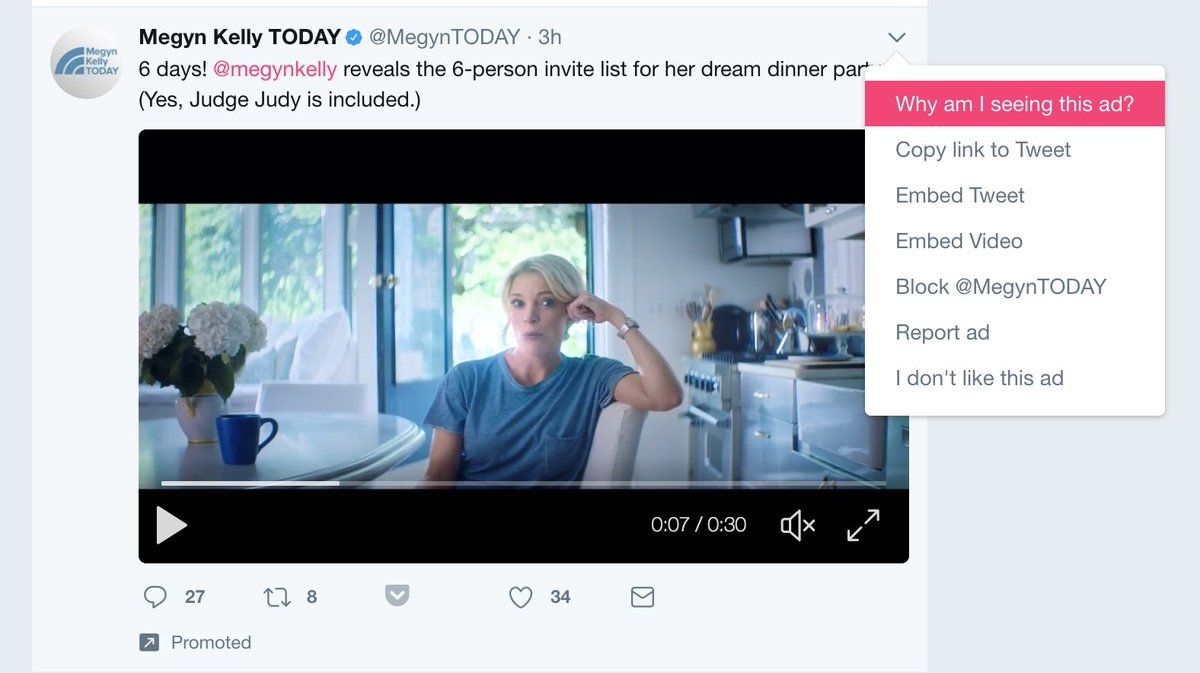 Megyn Kelly TODAY @MegynTODAY · 3h
6 days! @megynkelly reveals the 6-person invite list for her dream dinner party
(Yes, Judge Judy is included.)
Megyn
Kelly
TODAY
Why am I seeing this ad?
Copy link to Tweet
Embed Tweet
Embed Video
Block @MegynTODAY
Report ad
I don't like this ad
0:07 / 0:30
27 8 34
Promoted